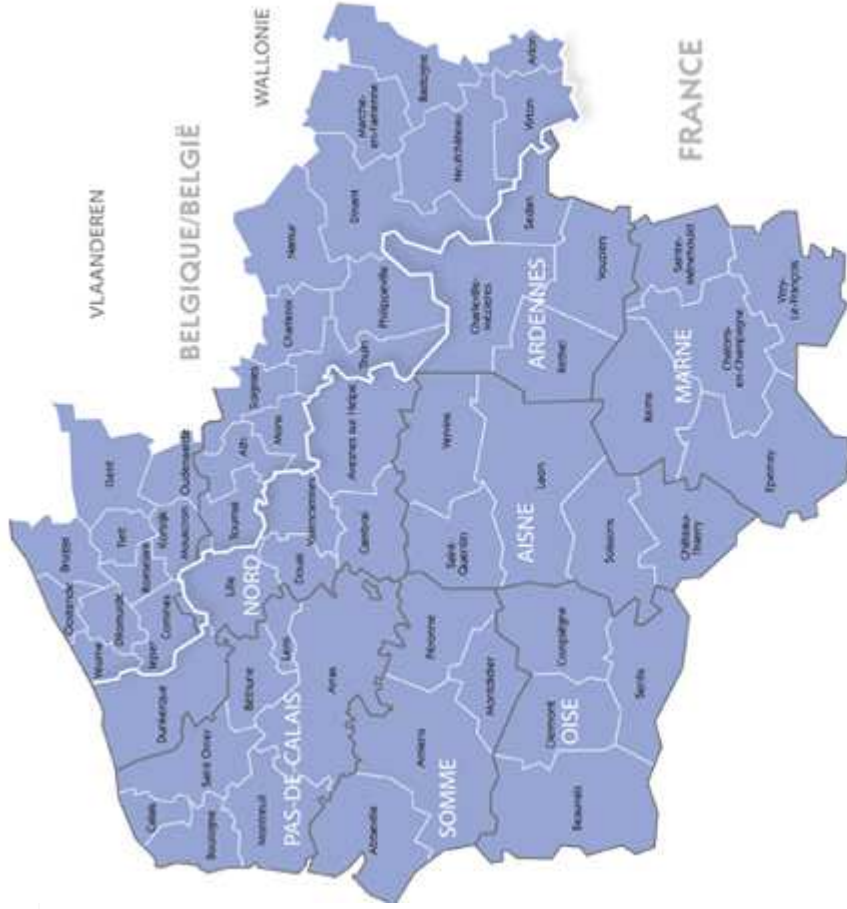 VLAANDEREN
BELGIQUE/BELGIË
WALLONIE
FRANCE
Oostende
Brugge
Veurne
Diksmuide
Tielt
Gent
Ieper
Roeselare
Kortrijk
Oudenaarde
Comines
Mouscron
Tournai
Ath
Soignies
Mons
Charleroi
Namur
Thuin
Philippeville
Dinant
Marche-
en-Famenne
Bastogne
Neufchâteau
Virton
Arlon
NORD
Dunkerque
Lille
Douai
Valenciennes
Cambrai
Avesnes sur Helpe
PAS-DE-CALAIS
Calais
Saint Omer
Boulogne
Montreuil
Béthune
Lens
Arras
SOMME
Abbeville
Amiens
Péronne
Montdidier
OISE
Beauvais
Clermont
Compiègne
Senlis
AISNE
Saint
Quentin
Vervins
Laon
Soissons
Château-
Thierry
ARDENNES
Charleville-
Mézières
Sedan
Rethel
Vouziers
MARNE
Reims
Epernay
Chalons-
en-Champagne
Sainte-
Ménehould
Vitry-
Le-François